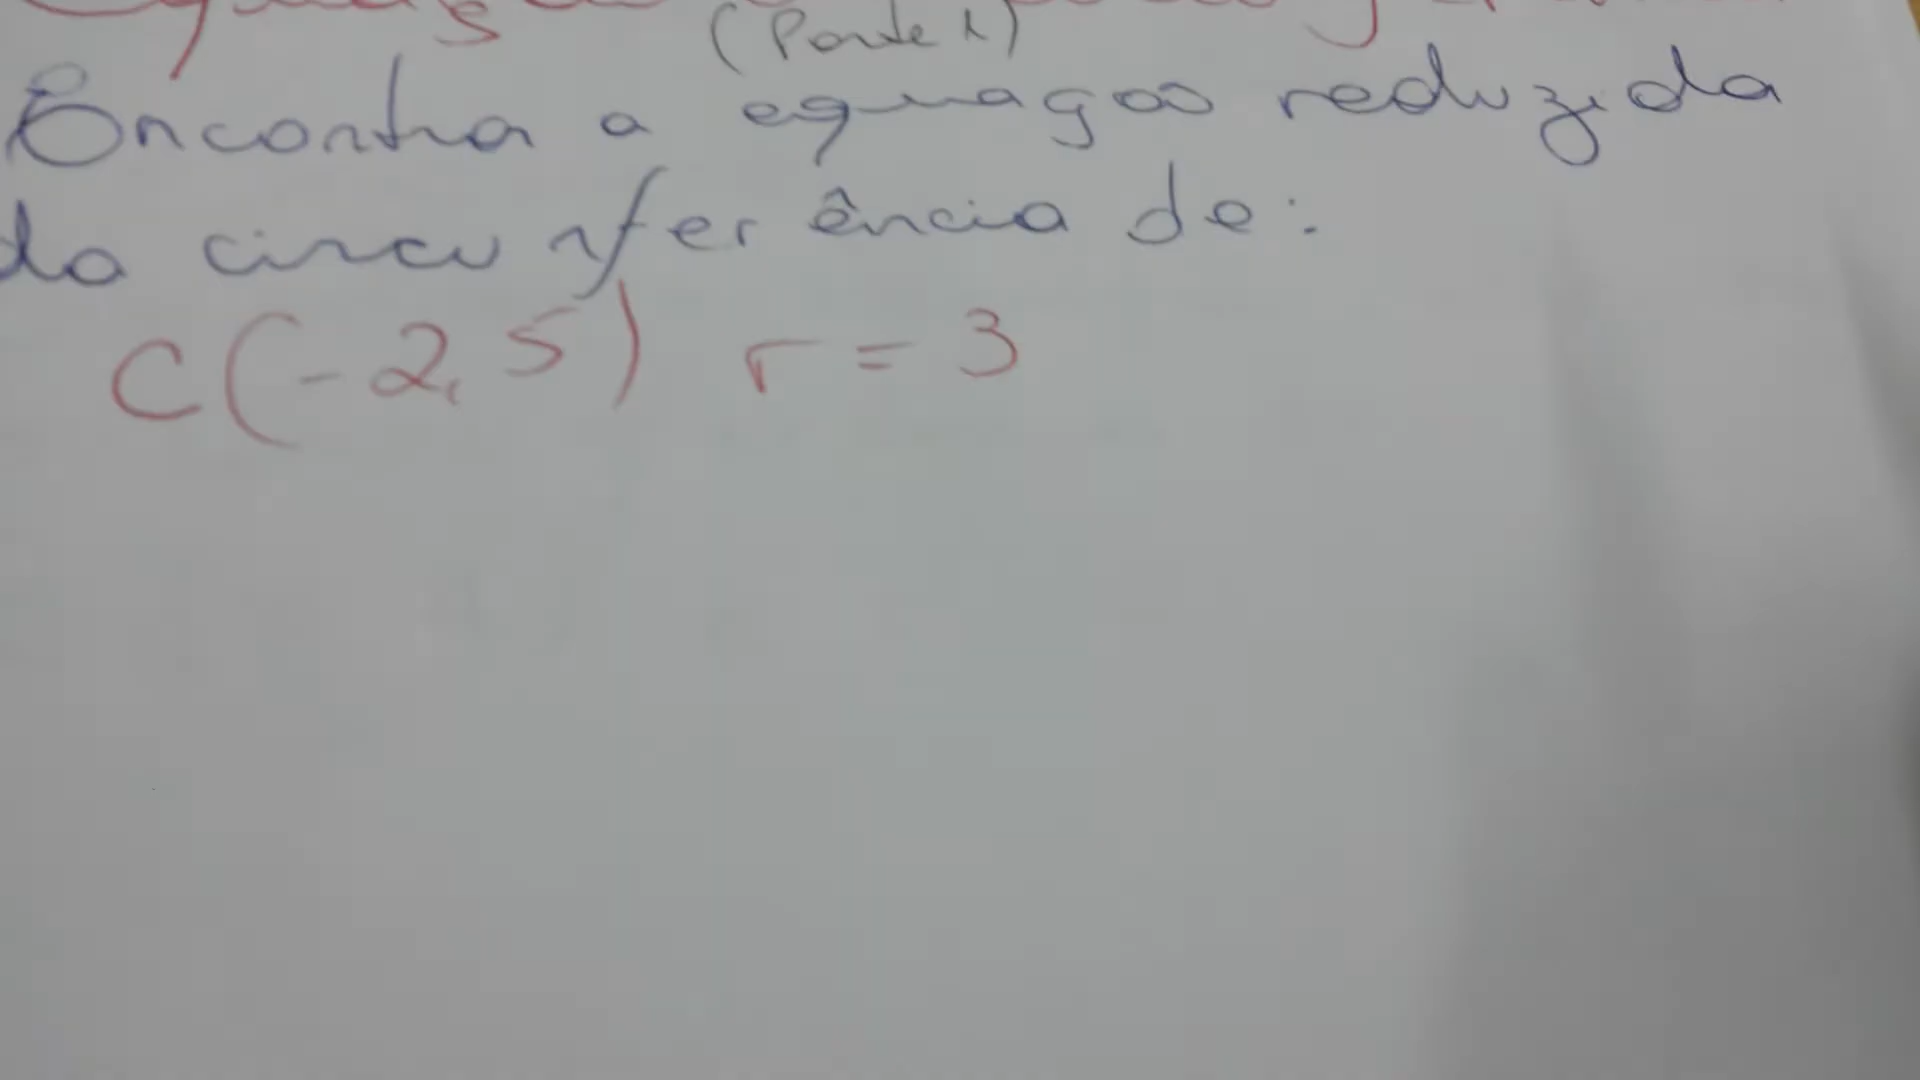 (Parte 1)
Encontra a equação reduzida
da circunferência de:
C(-2,5) r = 3